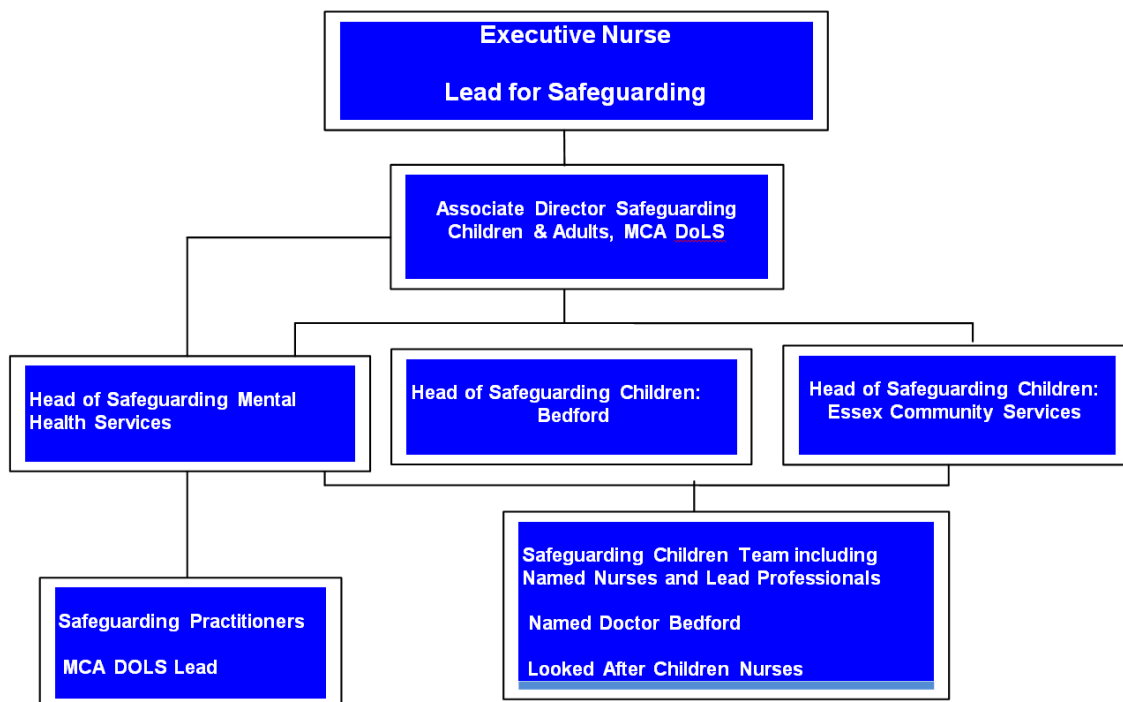 Executive Nurse
Lead for Safeguarding
Associate Director Safeguarding
Children & Adults, MCA DoLS
Head of Safeguarding Mental
Health Services
Head of Safeguarding Children:
Bedford
Head of Safeguarding Children:
Essex Community Services
Safeguarding Practitioners
MCA DOLS Lead
Safeguarding Children Team including
Named Nurses and Lead Professionals
Named Doctor Bedford
Looked After Children Nurses